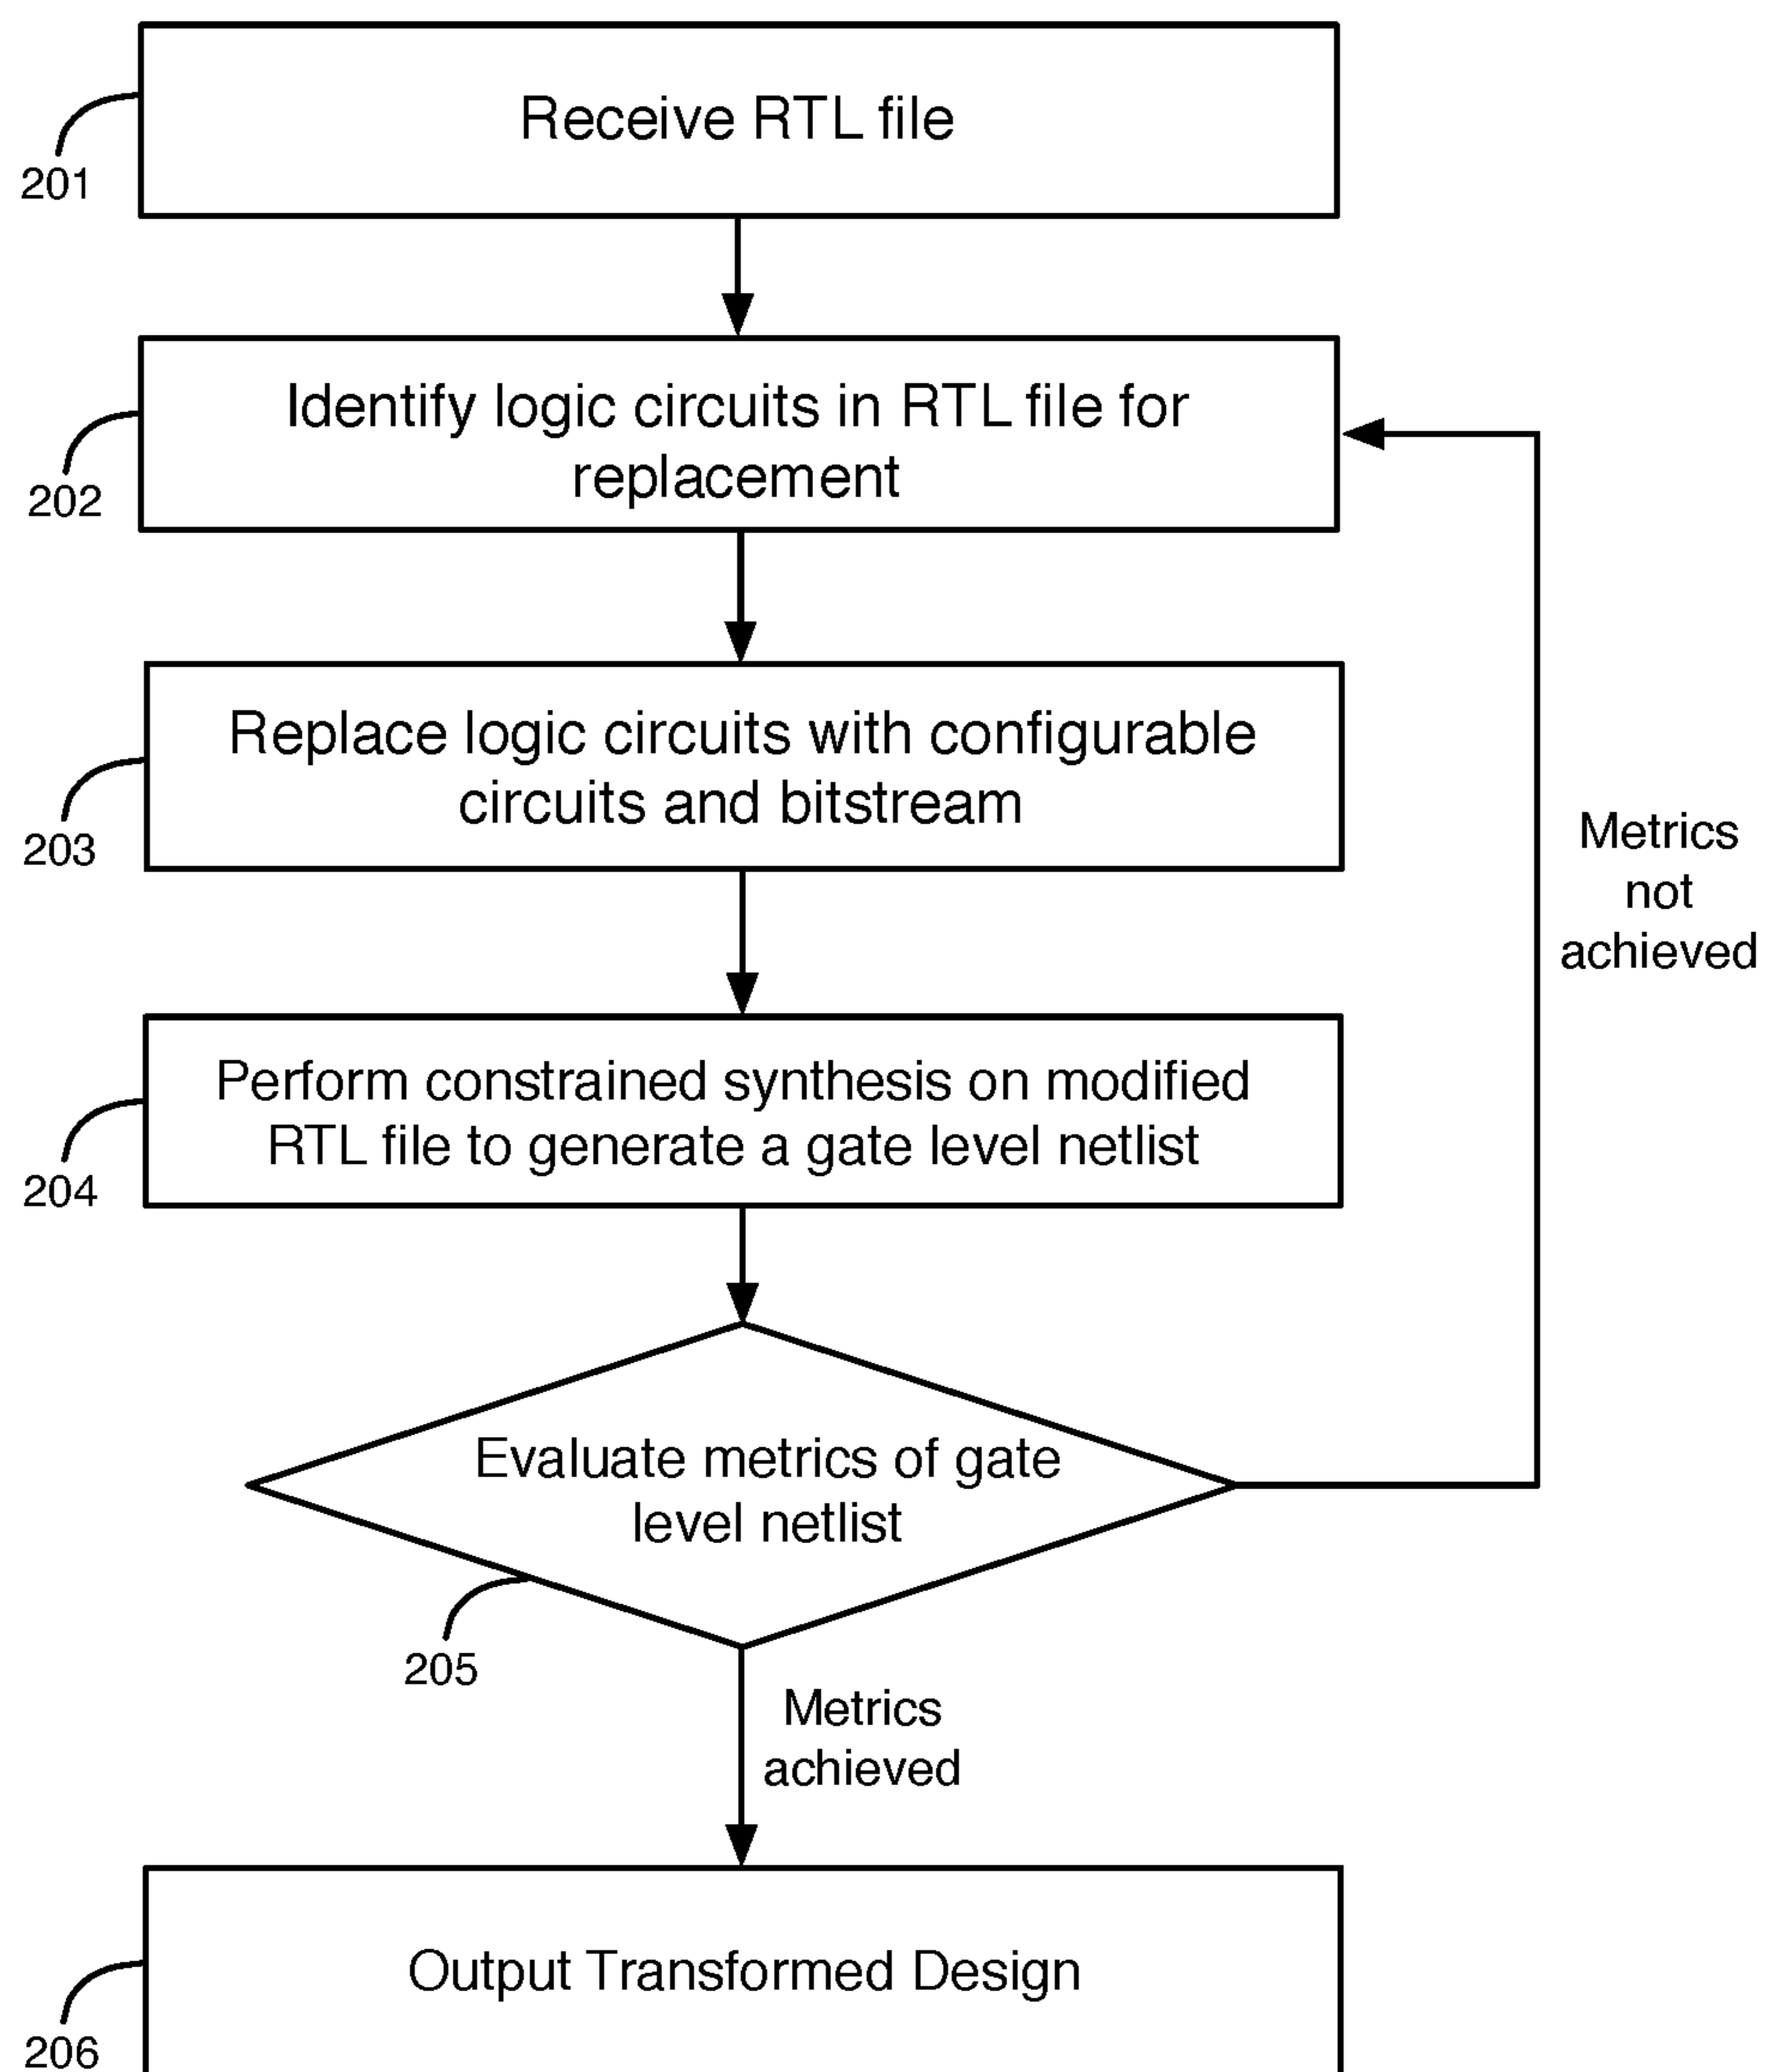 Receive RTL file
201
Identify logic circuits in RTL file for
replacement
202
Replace logic circuits with configurable
circuits and bitstream
203
Metrics
not
achieved
Perform constrained synthesis on modified
RTL file to generate a gate level netlist
204
Evaluate metrics of gate
level netlist
205
Metrics
achieved
Output Transformed Design
206